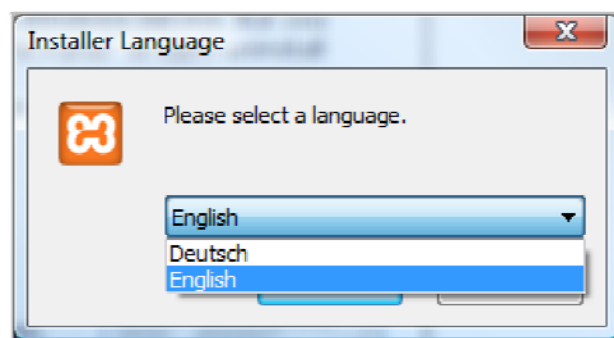 Installer Language
Please select a language.
English
Deutsch
English